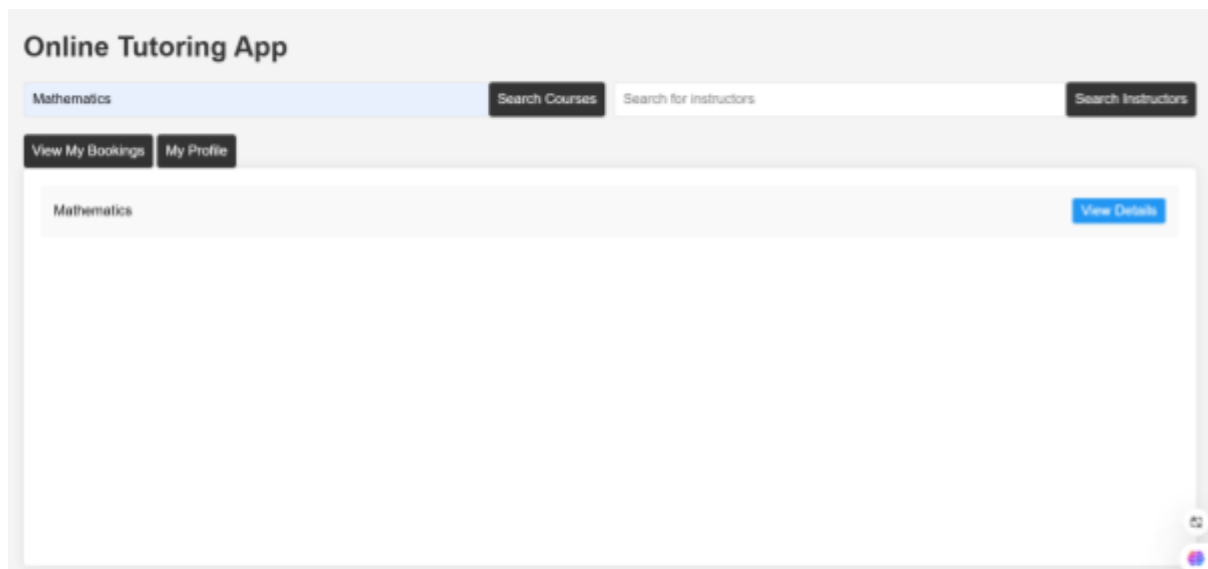 Online Tutoring App
Mathematics Search Courses Search for instructors Search Instructors
View My Bookings My Profile
Mathematics View Details